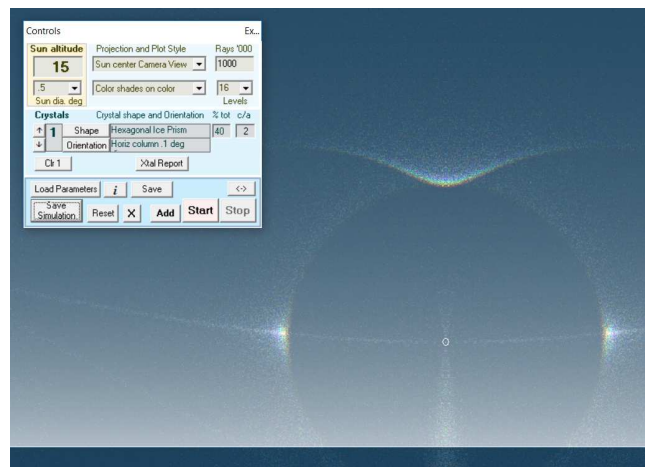 Controls Ex...
Sun altitude Projection and Plot Style Rays '000
15 Sun center Camera View 1000
.5 Color shades on color 16
Sun dia. deg Levels
Crystals Crystal shape and Orientation % tot c/a
1 Shape Hexagonal Ice Prism 40 2
Orientation Horiz column .1 deg
Clr 1 Xtal Report
Load Parameters i Save <->
Save Simulation Reset X Add Start Stop